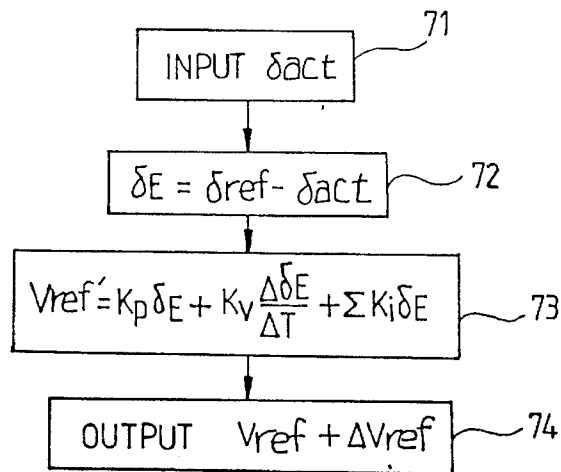 71
INPUT δact
72
δE = δref - δact
73
Vref' = Kp δE + Kv ΔδE/ΔT + Σ Ki δE
74
OUTPUT Vref + ΔVref